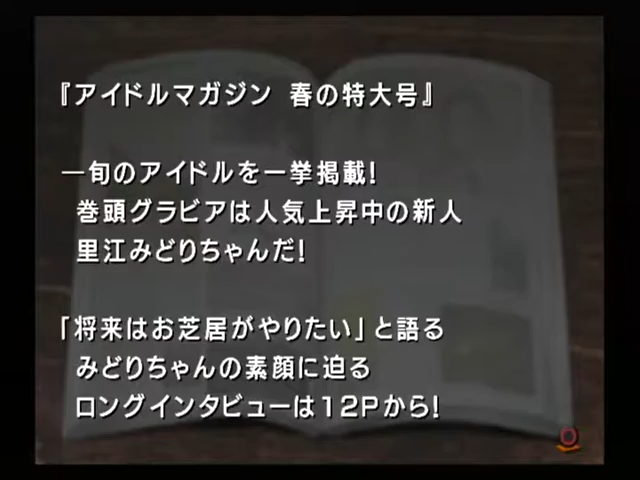 『アイドルマガジン 春の特大号』
―旬のアイドルを一挙掲載!
巻頭グラビアは人気上昇中の新人
里江みどりちゃんだ!
「将来はお芝居がやりたい」と語る
みどりちゃんの素顔に迫る
ロングインタビューは12Pから!